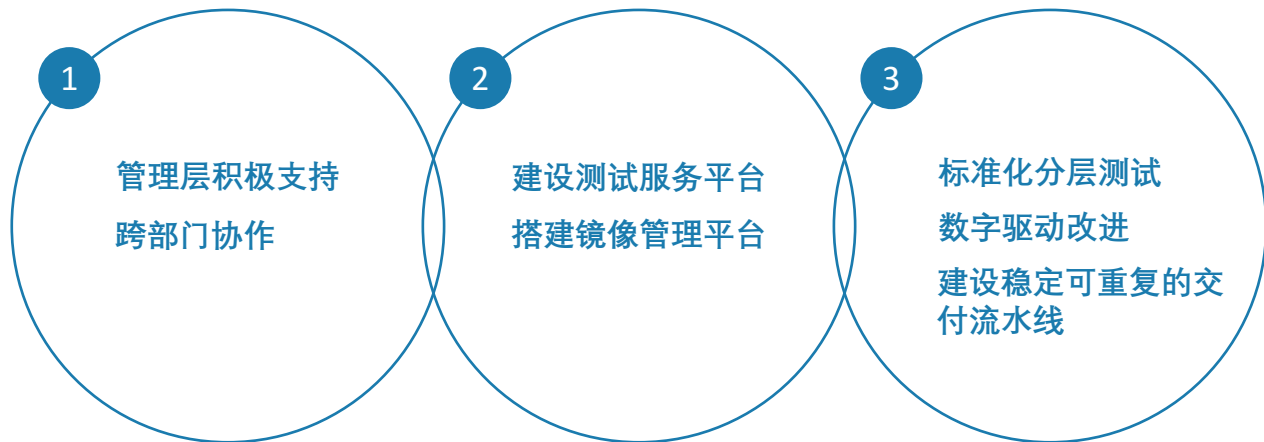 1
管理层积极支持
跨部门协作
2
建设测试服务平台
搭建镜像管理平台
3
标准化分层测试
数字驱动改进
建设稳定可重复的交
付流水线